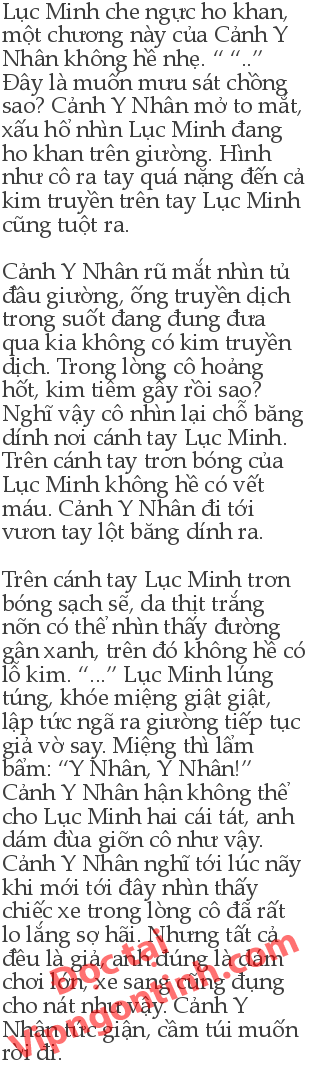 Lục Minh che ngực ho khan,
một chương này của Cảnh Y
Nhân không hề nhẹ. “ “..”
Đây là muốn mưu sát chồng
sao? Cảnh Y Nhân mở to mắt,
xấu hổ nhìn Lục Minh đang
ho khan trên giường. Hình
như cô ra tay quá nặng đến cả
kim truyền trên tay Lục Minh
cũng tuột ra.

Cảnh Y Nhân rũ mắt nhìn tủ
đầu giường, ống truyền dịch
trong suốt đang đung đưa
qua kia không có kim truyền
dịch. Trong lòng cô hoảng
hốt, kim tiêm gẫy rồi sao?
Nghĩ vậy cô nhìn lại chỗ băng
dính nơi cánh tay Lục Minh.
Trên cánh tay trơn bóng của
Lục Minh không hề có vết
máu. Cảnh Y Nhân đi tới
vươn tay lột băng dính ra.

Trên cánh tay Lục Minh trơn
bóng sạch sẽ, da thịt trắng
nõn có thể nhìn thấy đường
gân xanh, trên đó không hề có
lỗ kim. “...” Lục Minh lúng
túng, khóe miệng giật giật,
lập tức ngã ra giường tiếp tục
giả vờ say. Miệng thì lẩm
bẩm: “Y Nhân, Y Nhân!”
Cảnh Y Nhân hận không thể
cho Lục Minh hai cái tát, anh
dám đùa giỡn cô như vậy.
Cảnh Y Nhân nghĩ tới lúc nãy
khi mới tới đây nhìn thấy
chiếc xe trong lòng cô đã rất
lo lắng sợ hãi. Nhưng tất cả
đều là giả, anh đúng là dám
chơi lớn, xe sang cũng đụng
cho nát như vậy. Cảnh Y
Nhân tức giận, cầm túi muốn
rời đi.
Đọc tại
Vipngontinh.com